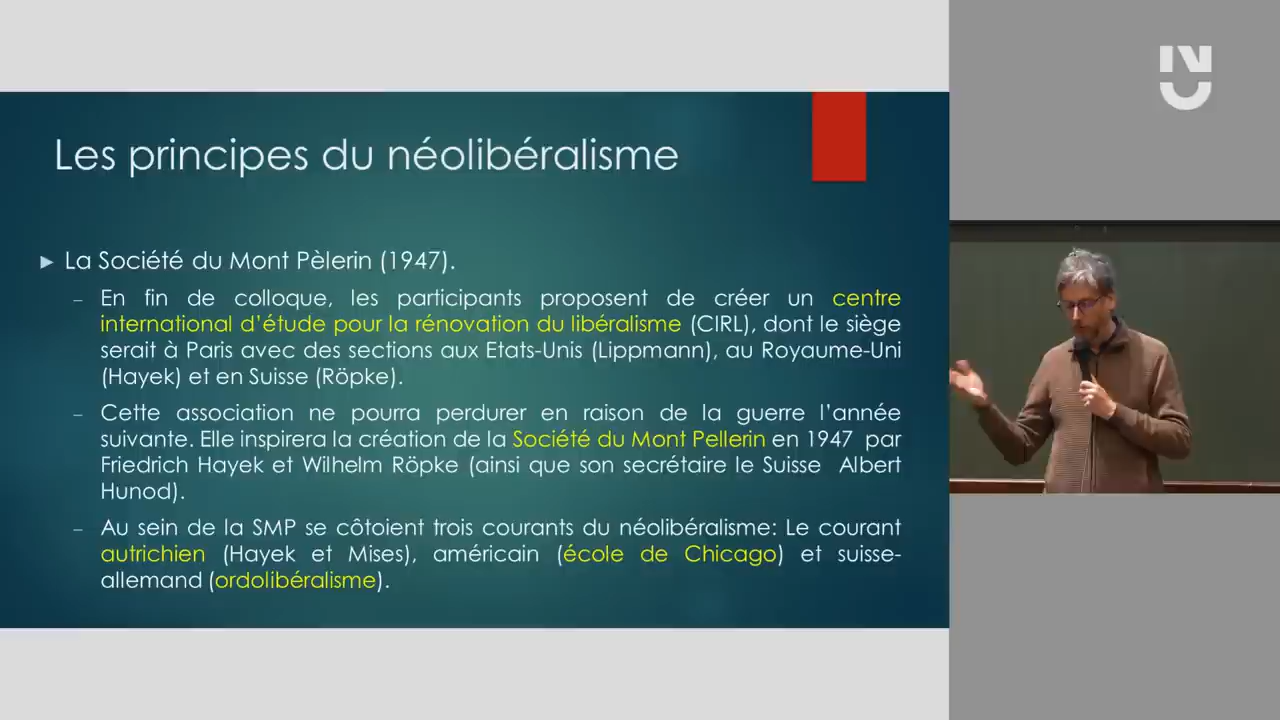 Les principes du néolibéralisme
► La Société du Mont Pèlerin (1947).
– En fin de colloque, les participants proposent de créer un centre
international d'étude pour la rénovation du libéralisme (CIRL), dont le siège
serait à Paris avec des sections aux Etats-Unis (Lippmann), au Royaume-Uni
(Hayek) et en Suisse (Röpke).
– Cette association ne pourra perdurer en raison de la guerre l'année
suivante. Elle inspirera la création de la Société du Mont Pellerin en 1947 par
Friedrich Hayek et Wilhelm Röpke (ainsi que son secrétaire le Suisse Albert
Hunod).
– Au sein de la SMP se côtoient trois courants du néolibéralisme: Le courant
autrichien (Hayek et Mises), américain (école de Chicago) et suisse-
allemand (ordolibéralisme).